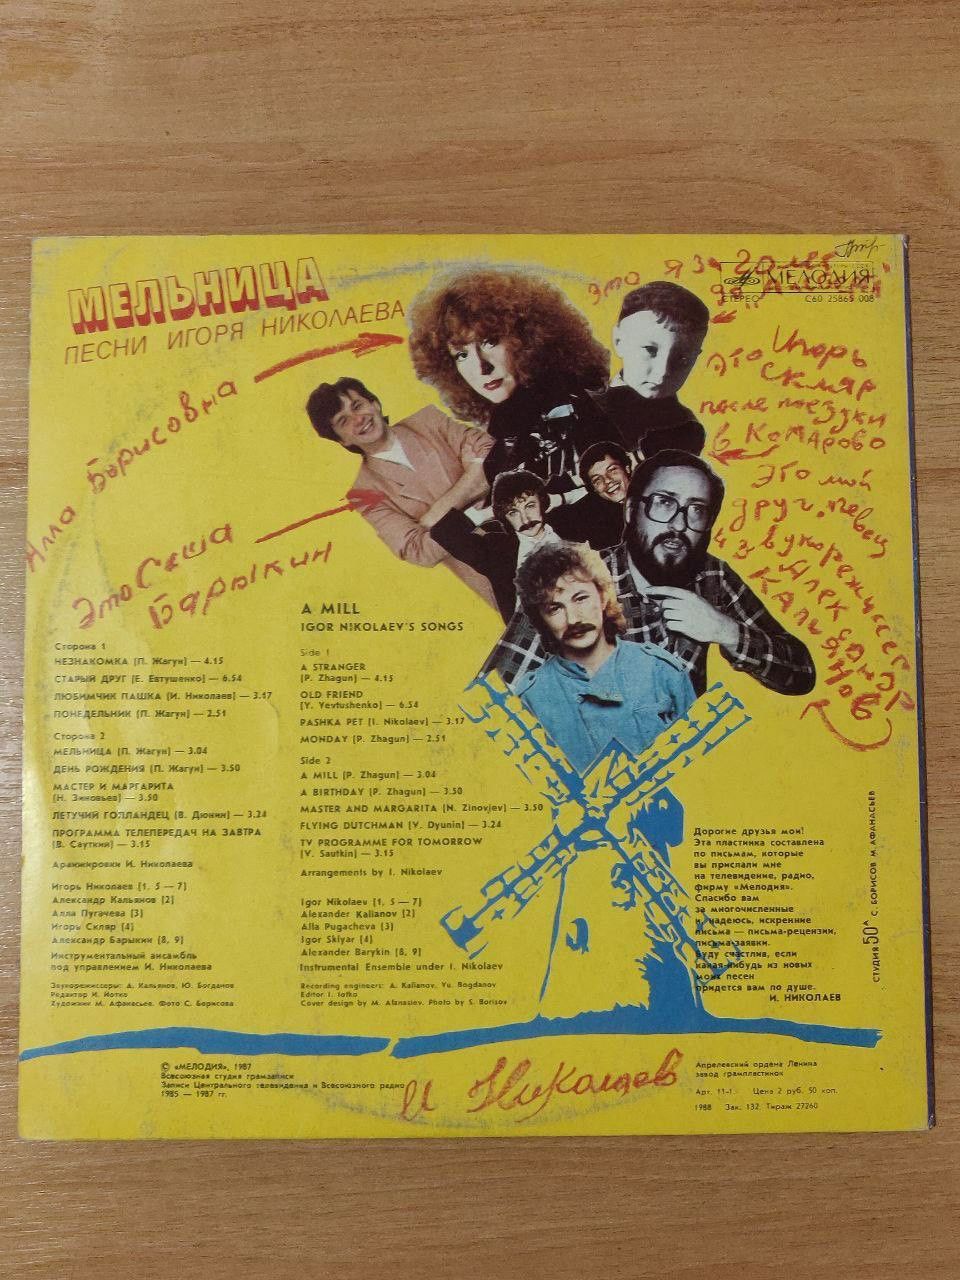 МЕЛЬНИЦА
ПЕСНИ ИГОРЯ НИКОЛАЕВА
Алла Борисовна
Это Саша
Барыкин
это я за 20 лет
до "Дельфин
МЕЛОДИЯ
СТЕРЕО
С60 25865 008
Это Игорь
Скляр
после поездки
в Комарово
Это мой
друг, певец
и звукорежиссер
Александр
Кальянов
Сторона 1
НЕЗНАКОМКА (П. Жагун) — 4.15
СТАРЫЙ ДРУГ (Е. Евтушенко) — 6.54
ЛЮБИМЧИК ПАШКА (И. Николаев) — 3.17
ПОНЕДЕЛЬНИК (П. Жагун) — 2.51
Сторона 2
МЕЛЬНИЦА (П. Жагун) — 3.04
ДЕНЬ РОЖДЕНИЯ (П. Жагун) — 3.50
МАСТЕР И МАРГАРИТА
(Н. Зиновьев) — 3.50
ЛЕТУЧИЙ ГОЛЛАНДЕЦ (В. Дюнин) — 3.24
ПРОГРАММА ТЕЛЕПЕРЕДАЧ НА ЗАВТРА
(В. Сауткин) — 3.15
Аранжировки И. Николаева
Игорь Николаев (1, 5 — 7)
Александр Кальянов (2)
Алла Пугачева (3)
Игорь Скляр (4)
Александр Барыкин (8, 9)
Инструментальный ансамбль
под управлением И. Николаева
Звукорежиссеры: А. Кальянов, Ю. Богданов
Редактор И. Йотко
Художник М. Афанасьев. Фото С. Борисова
A MILL
IGOR NIKOLAEV'S SONGS
Side 1
A STRANGER
(P. Zhagun) — 4.15
OLD FRIEND
(Y. Yevtushenko) — 6.54
PASHKA PET (I. Nikolaev) — 3.17
MONDAY (P. Zhagun) — 2.51
Side 2
A MILL (P. Zhagun) — 3.04
A BIRTHDAY (P. Zhagun) — 3.50
MASTER AND MARGARITA (N. Zinovjev) — 3.50
FLYING DUTCHMAN (V. Dyunin) — 3.24
TV PROGRAMME FOR TOMORROW
(V. Sautkin) — 3.15
Arrangements by I. Nikolaev
Igor Nikolaev (1, 5 — 7)
Alexander Kalianov (2)
Alla Pugacheva (3)
Igor Sklyar (4)
Alexander Barykin (8, 9)
Instrumental Ensemble under I. Nikolaev
Recording engineers: A. Kalianov, Yu. Bogdanov
Editor I. Iotko
Cover design by M. Afanasiev. Photo by S. Borisov
Дорогие друзья мои!
Эта пластинка составлена
по письмам, которые
вы прислали мне
на телевидение, радио,
фирму «Мелодия».
Спасибо вам
за многочисленные
и, надеюсь, искренние
письма — письма-рецензии,
письма-заявки.
Буду счастлив, если
какая-нибудь из новых
моих песен
придется вам по душе.
И. НИКОЛАЕВ
СТУДИЯ 50А С. БОРИСОВ М. АФАНАСЬЕВ
© «МЕЛОДИЯ», 1987
Всесоюзная студия грамзаписи
Записи Центрального телевидения и Всесоюзного радио
1985 — 1987 гг.
И Николаев
Апрелевский ордена Ленина
завод грампластинок
Арт. 11-1. Цена 2 руб. 50 коп.
1988 Зак. 132. Тираж 27260